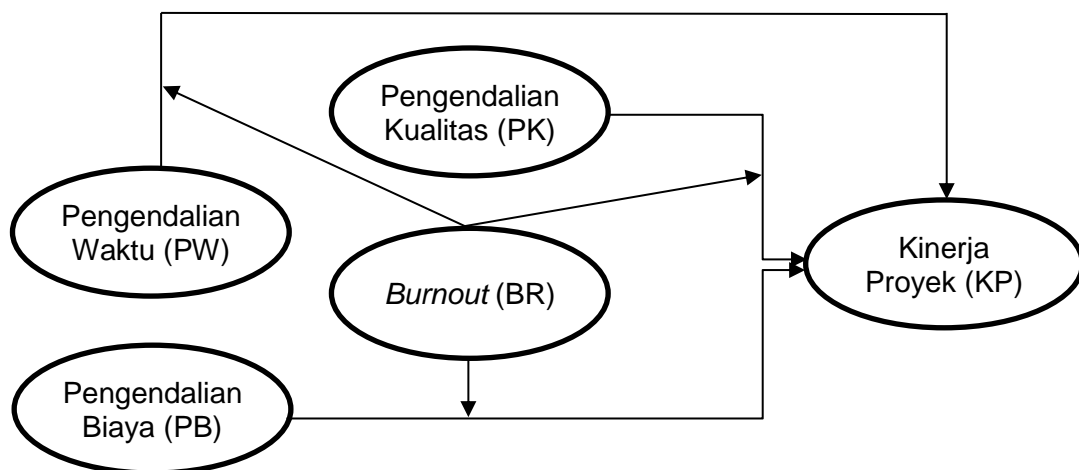 Pengendalian
Kualitas (PK)
Pengendalian
Waktu (PW)
Burnout (BR)
Kinerja
Proyek (KP)
Pengendalian
Biaya (PB)